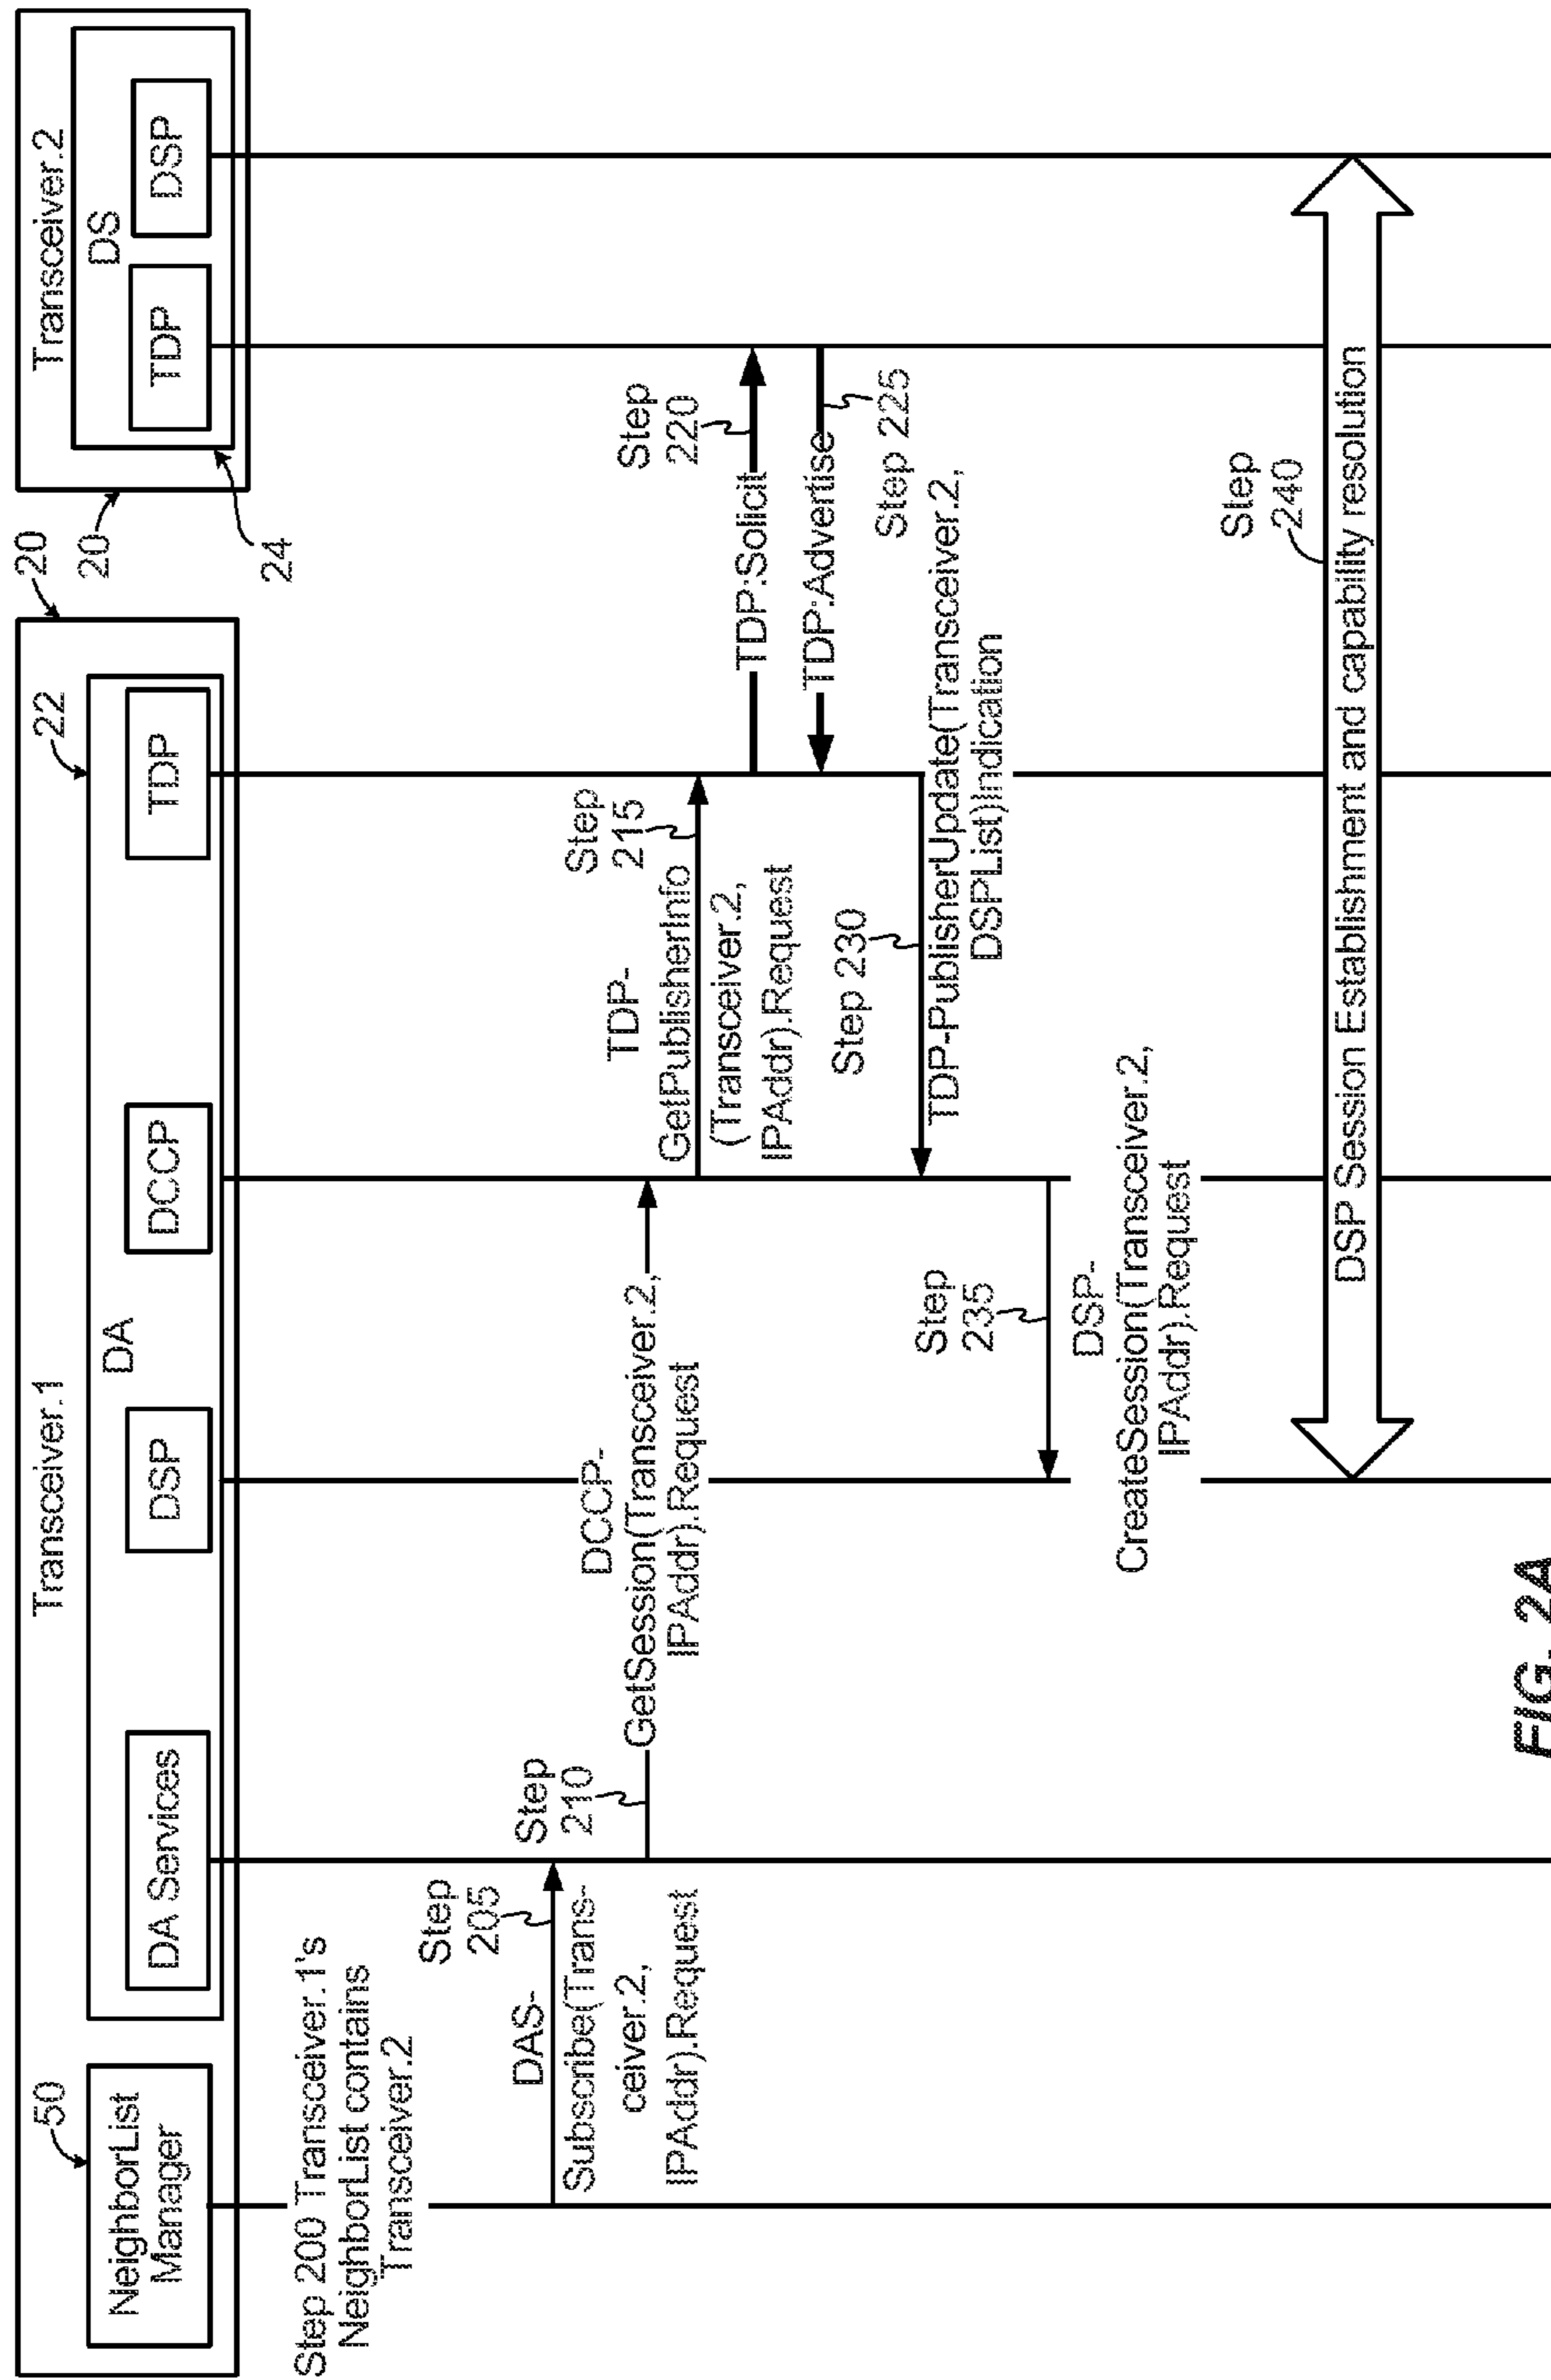 Transceiver.1
20
Transceiver.2
20
50
NeighborList
Manager
DA
22
DA Services
DSP
DCCP
TDP
DS
24
TDP
DSP
Step 200 Transceiver.1's
NeighborList contains
Transceiver.2
Step
205
DAS-
Subscribe(Trans-
ceiver.2,
IPAddr).Request
Step
210
DCCP-
GetSession(Transceiver.2,
IPAddr).Request
Step
215
TDP-
GetPublisherInfo
(Transceiver.2,
IPAddr).Request
Step
220
TDP:Solicit
TDP:Advertise
Step 225
Step 230
TDP-PublisherUpdate(Transceiver.2,
DSPList)Indication
Step
235
DSP-
CreateSession(Transceiver.2,
IPAddr).Request
Step
240
DSP Session Establishment and capability resolution
FIG. 2A